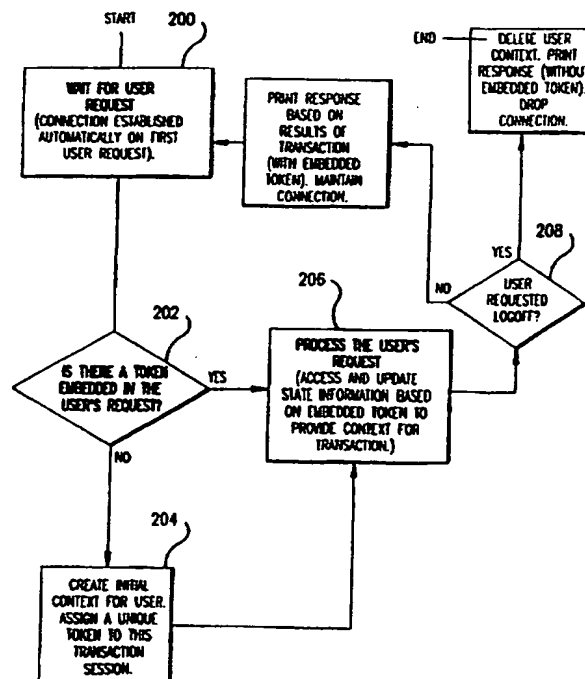 START
200
WAIT FOR USER
REQUEST
(CONNECTION ESTABLISHED
AUTOMATICALLY ON FIRST
USER REQUEST).
PRINT RESPONSE
BASED ON
RESULTS OF
TRANSACTION
(WITH EMBEDDED
TOKEN). MAINTAIN
CONNECTION.
END
DELETE USER
CONTEXT. PRINT
RESPONSE (WITHOUT
EMBEDDED TOKEN).
DROP
CONNECTION.
208
YES
NO
USER
REQUESTED
LOGOFF?
202
IS THERE A TOKEN
EMBEDDED IN THE
USER'S REQUEST?
YES
NO
206
PROCESS THE USER'S
REQUEST
(ACCESS AND UPDATE
STATE INFORMATION BASED
ON EMBEDDED TOKEN TO
PROVIDE CONTEXT FOR
TRANSACTION.)
204
CREATE INITIAL
CONTEXT FOR USER.
ASSIGN A UNIQUE
TOKEN TO THIS
TRANSACTION
SESSION.